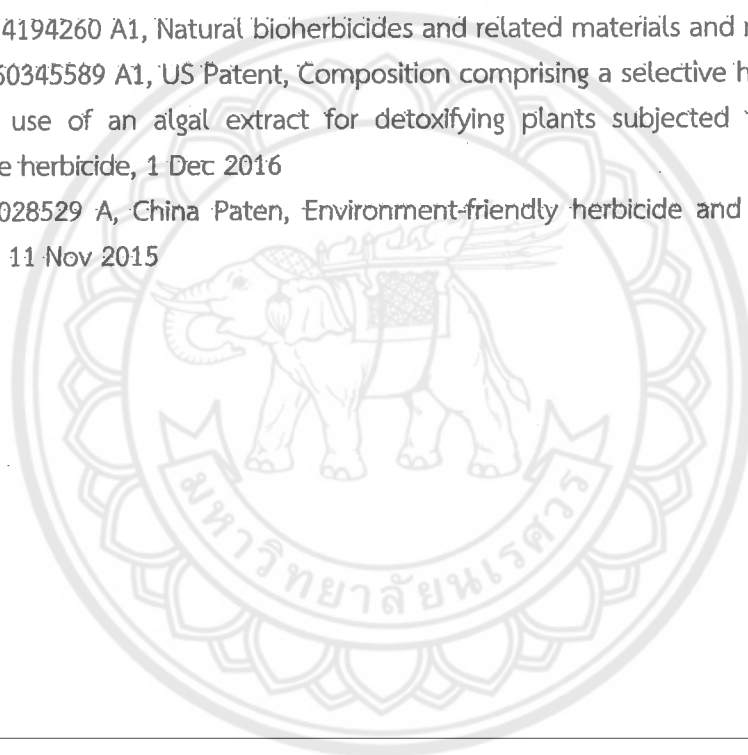 4194260 A1, Natural bioherbicides and related materials and
60345589 A1, US Patent, Composition comprising a selective
use of an algal extract for detoxifying plants subjected
herbicide, 1 Dec 2016
028529 A, China Paten, Environment-friendly herbicide and
11 Nov 2015
มหาวิทยาลัยนเรศวร